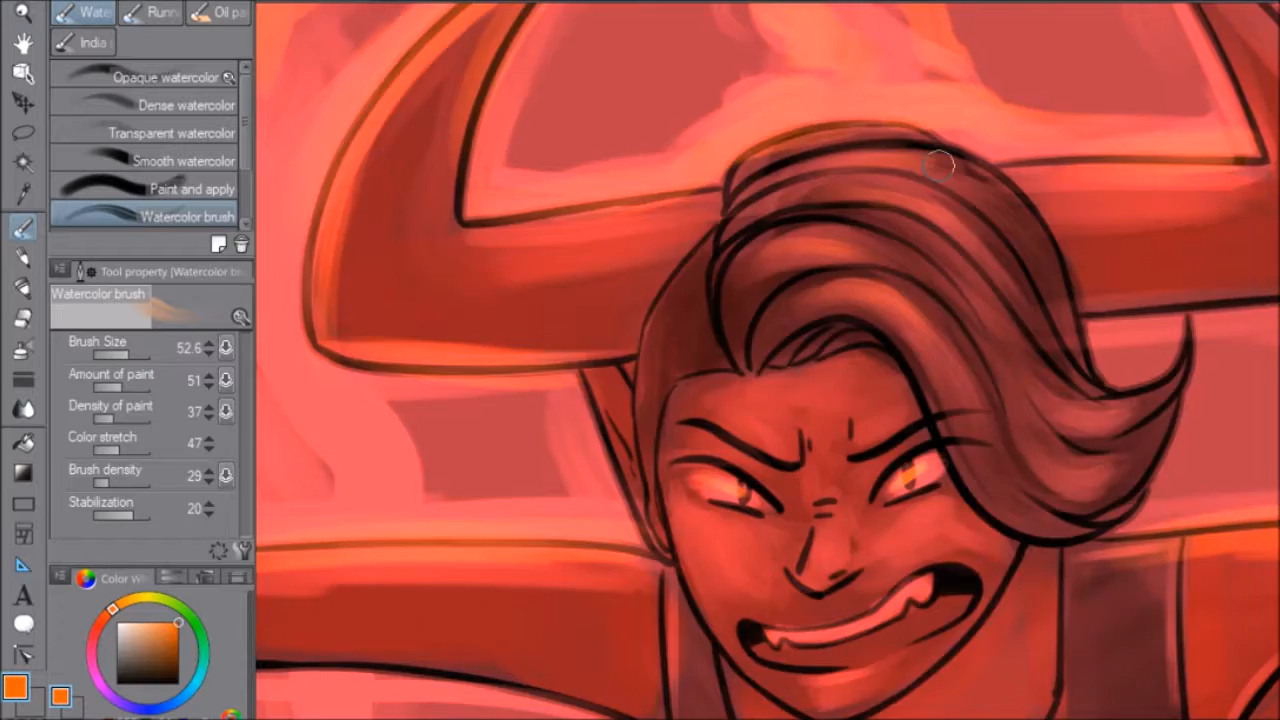 Wate
Runn
Oil pa
India
Opaque watercolor
Dense watercolor
Transparent watercolor
Smooth watercolor
Paint and apply
Watercolor brush
Tool property [Watercolor br
Watercolor brush
Brush Size 52.6
Amount of paint 51
Density of paint 37
Color stretch 47
Brush density 29
Stabilization 20
Color W